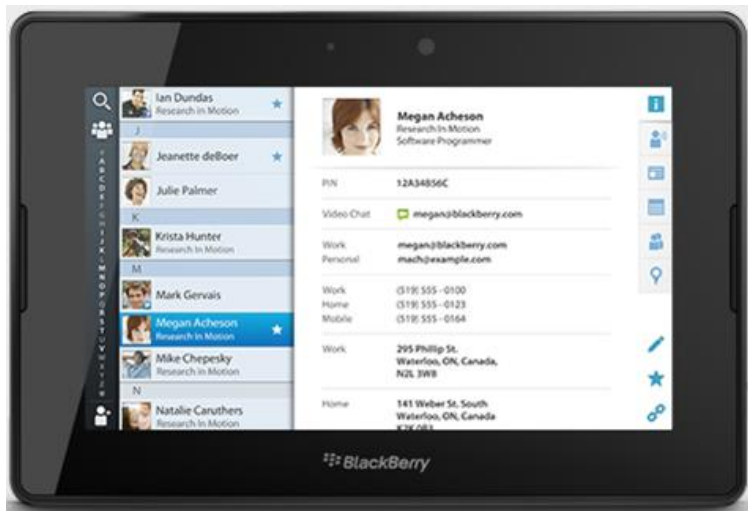 Ian Dundas
Research in Motion
J
Jeanette deBoer
Julie Palmer
K
Krista Hunter
Research in Motion
M
Mark Gervais
Megan Acheson
Research in Motion
Mike Chepesky
Research in Motion
N
Natalie Caruthers
Research in Motion
Megan Acheson
Research In Motion
Software Programmer
PIN 12A34B56C
Video Chat megan@blackberry.com
Work megan@blackberry.com
Personal mach@example.com
Work (519) 555 - 0100
Home (519) 555 - 0123
Mobile (519) 555 - 0164
Work 295 Phillip St.
Waterloo, ON, Canada,
N2L 3W8
Home 141 Weber St. South
Waterloo, ON, Canada
BlackBerry